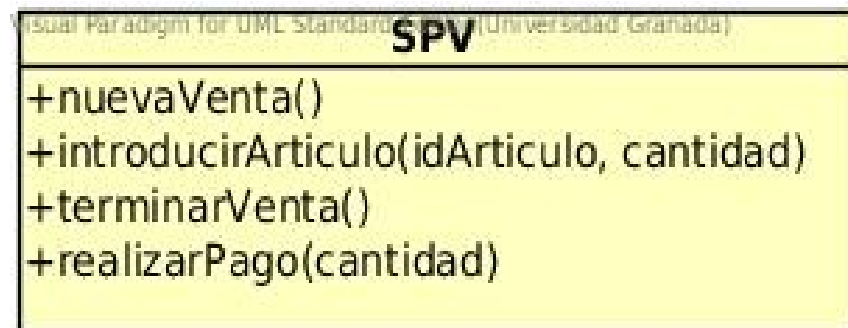 Visual Paradigm for UML Standard (Universidad Granada)
SPV
+nuevaVenta()
+introducirArticulo(idArticulo, cantidad)
+terminarVenta()
+realizarPago(cantidad)